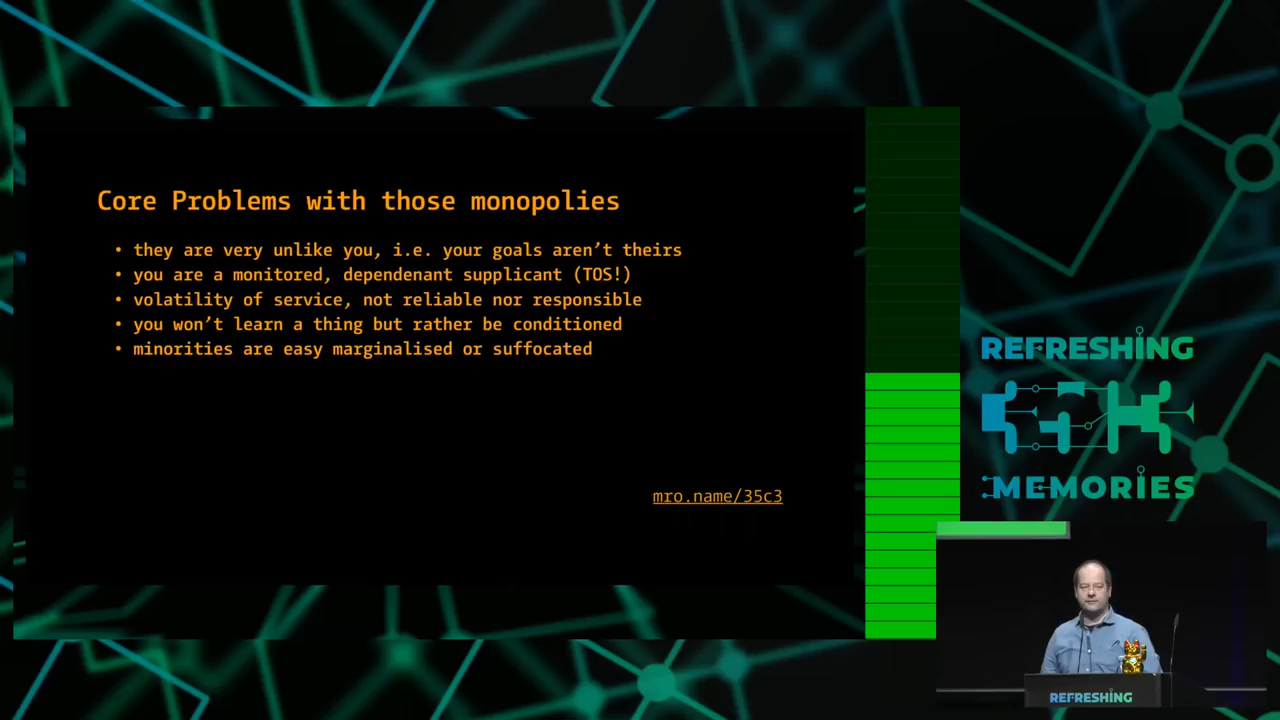 Core Problems with those monopolies
• they are very unlike you, i.e. your goals aren’t theirs
• you are a monitored, dependenant supplicant (TOS!)
• volatility of service, not reliable nor responsible
• you won’t learn a thing but rather be conditioned
• minorities are easy marginalised or suffocated
mro.name/35c3
REFRESHING
35C3
MEMORIES
REFRESHING